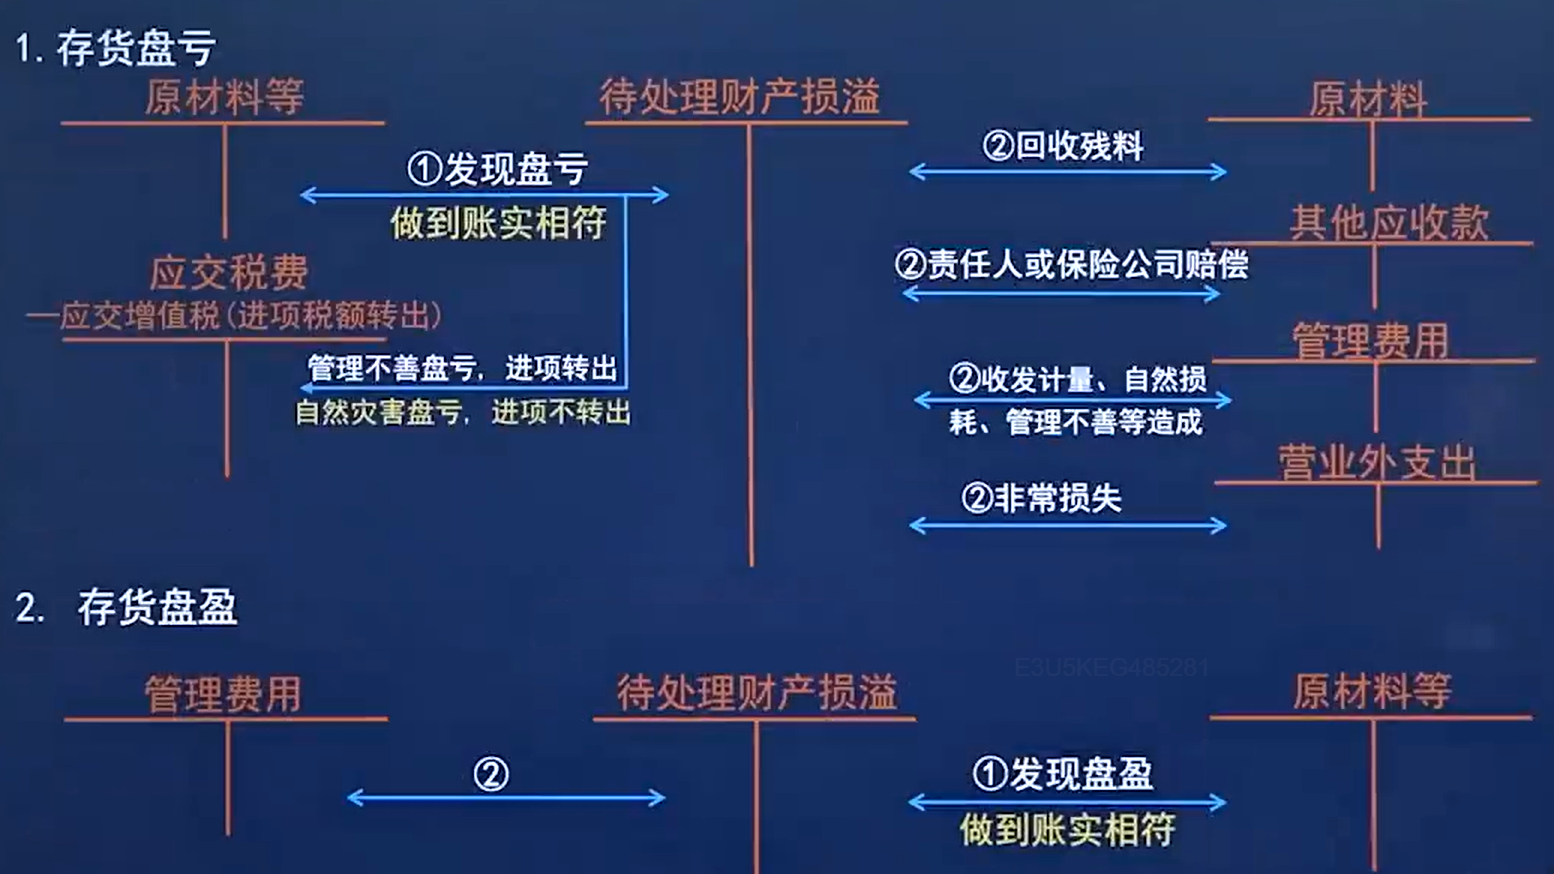 1. 存货盘亏
原材料等
待处理财产损溢
原材料
①发现盘亏
做到账实相符
②回收残料
其他应收款
应交税费
—应交增值税(进项税额转出)
②责任人或保险公司赔偿
管理费用
管理不善盘亏，进项转出
自然灾害盘亏，进项不转出
②收发计量、自然损
耗、管理不善等造成
营业外支出
②非常损失
2. 存货盘盈
E3U5KEG485281
管理费用
待处理财产损溢
原材料等
②
①发现盘盈
做到账实相符